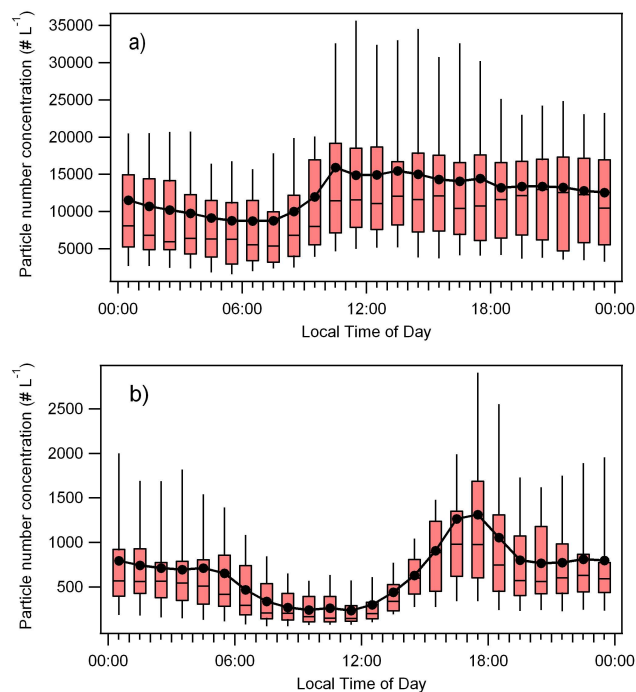 a)
Particle number concentration (# L⁻¹)
35000
30000
25000
20000
15000
10000
5000
00:00 06:00 12:00 18:00 00:00
Local Time of Day
b)
Particle number concentration (# L⁻¹)
2500
2000
1500
1000
500
00:00 06:00 12:00 18:00 00:00
Local Time of Day